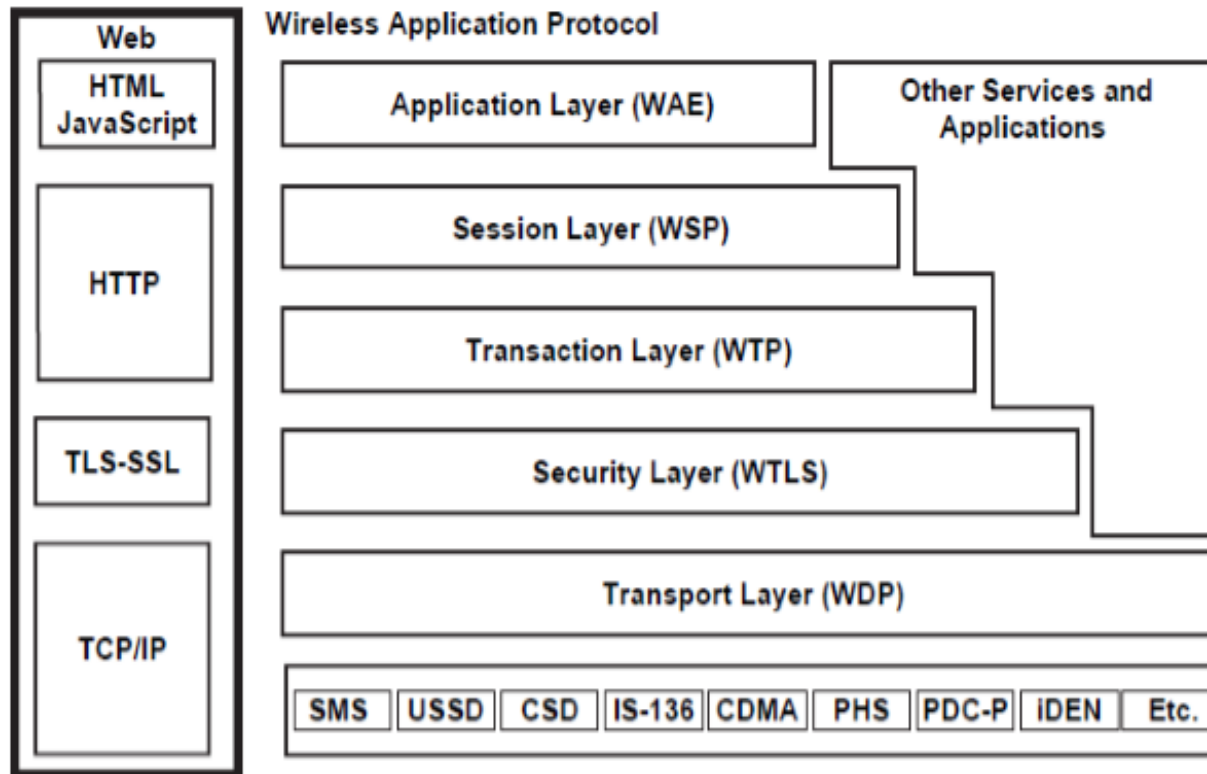 Web
HTML
JavaScript
HTTP
TLS-SSL
TCP/IP
Wireless Application Protocol
Application Layer (WAE)
Other Services and
Applications
Session Layer (WSP)
Transaction Layer (WTP)
Security Layer (WTLS)
Transport Layer (WDP)
SMS USSD CSD IS-136 CDMA PHS PDC-P iDEN Etc.